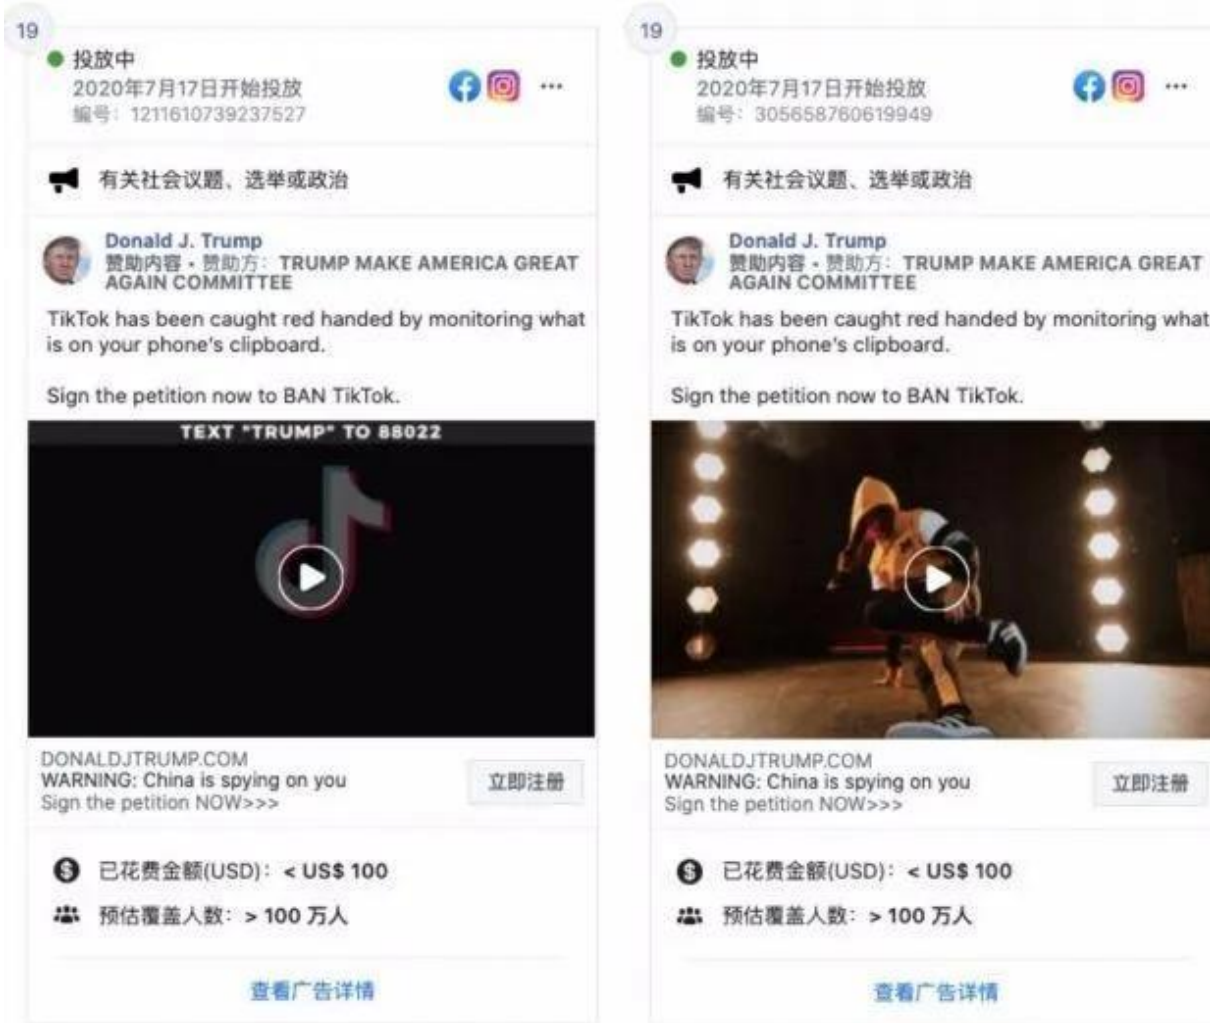 19
投放中
2020年7月17日开始投放
编号：1211610739237527
有关社会议题、选举或政治
Donald J. Trump
赞助内容 • 赞助方：TRUMP MAKE AMERICA GREAT
AGAIN COMMITTEE
TikTok has been caught red handed by monitoring what
is on your phone's clipboard.
Sign the petition now to BAN TikTok.
TEXT "TRUMP" TO 88022
DONALDJTRUMP.COM
WARNING: China is spying on you
Sign the petition NOW>>>
立即注册
已花费金额(USD)：< US$ 100
预估覆盖人数：> 100 万人
查看广告详情
19
投放中
2020年7月17日开始投放
编号：305658760619949
有关社会议题、选举或政治
Donald J. Trump
赞助内容 • 赞助方：TRUMP MAKE AMERICA GREAT
AGAIN COMMITTEE
TikTok has been caught red handed by monitoring what
is on your phone's clipboard.
Sign the petition now to BAN TikTok.
DONALDJTRUMP.COM
WARNING: China is spying on you
Sign the petition NOW>>>
立即注册
已花费金额(USD)：< US$ 100
预估覆盖人数：> 100 万人
查看广告详情